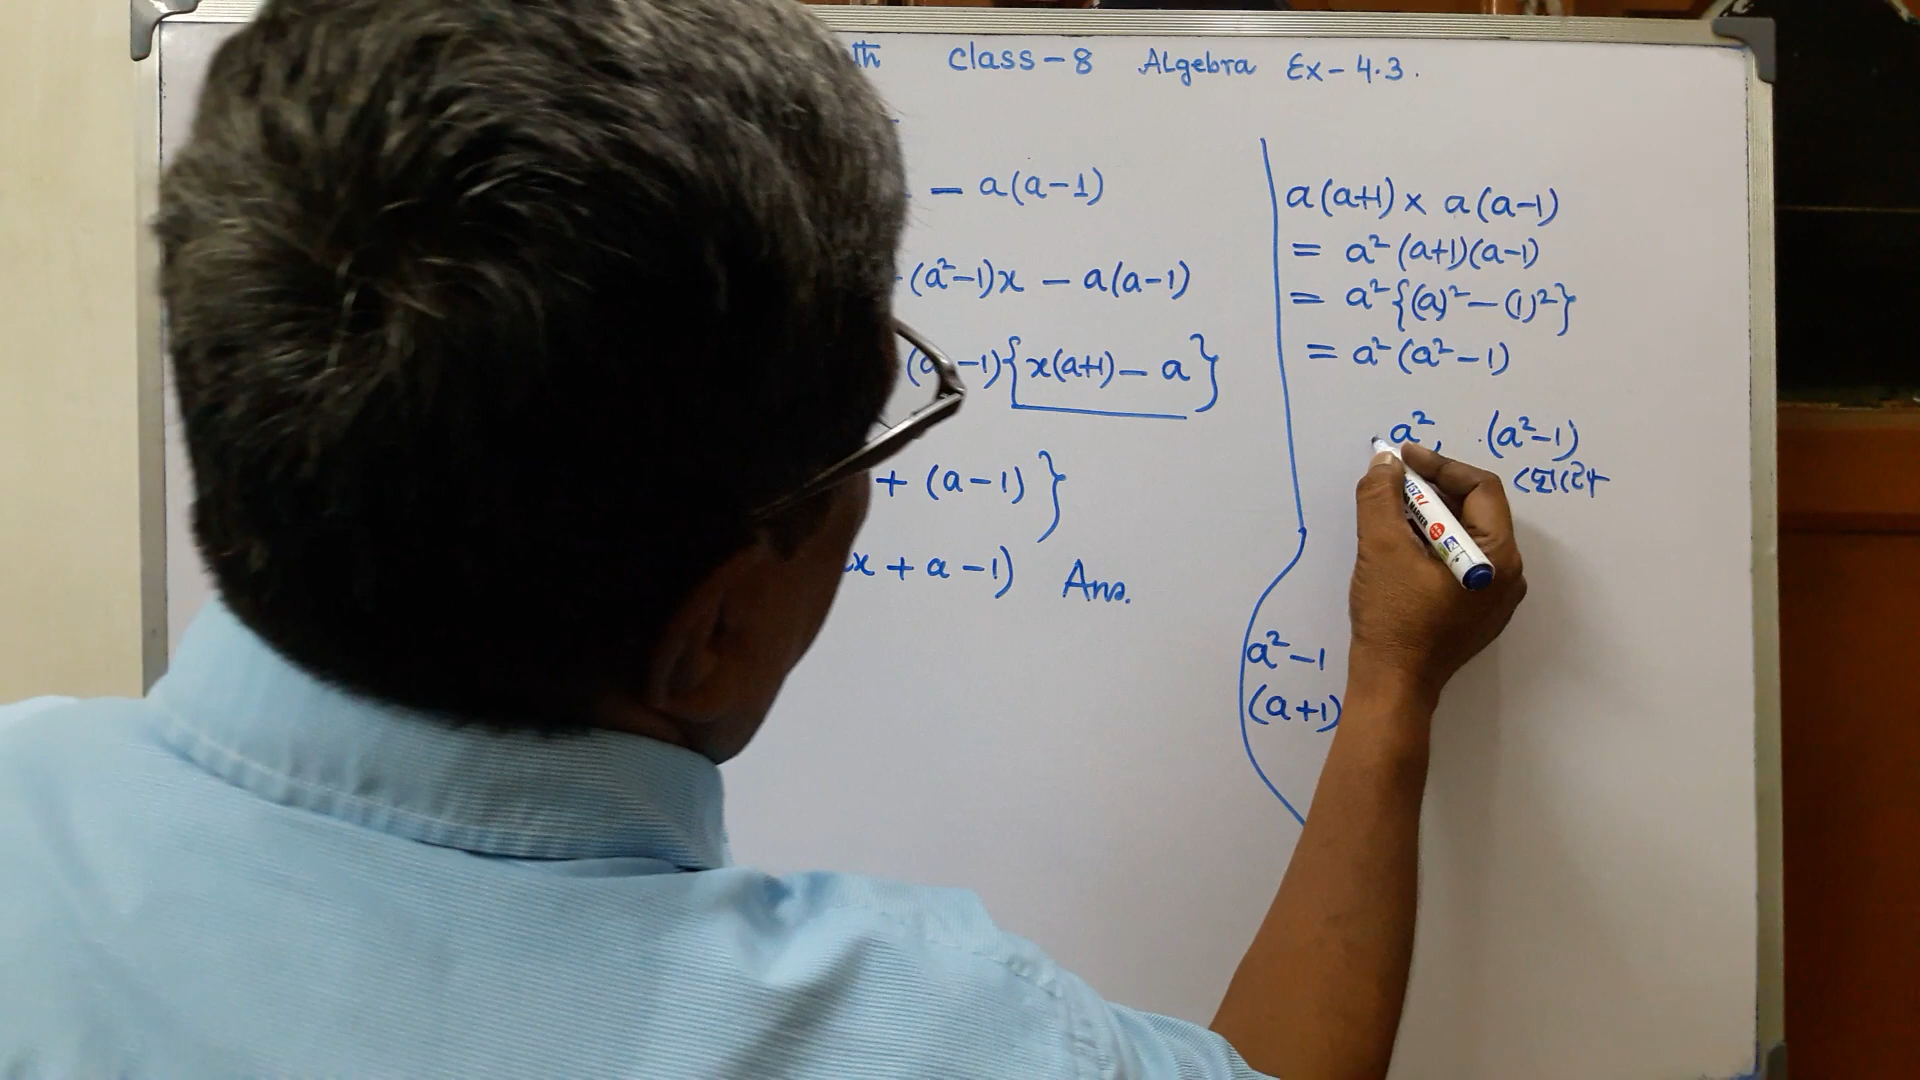 th Class-8 Algebra Ex-4.3.
- a(a-1)
(a²-1)x - a(a-1)
-1){x(a+1) - a}
+ (a-1)}
x + a -1) Ans.
a(a+1) × a(a-1)
= a² (a+1)(a-1)
= a²{(a)² - (1)²}
= a² (a² - 1)
a², (a²-1)
a²-1
(a+1)